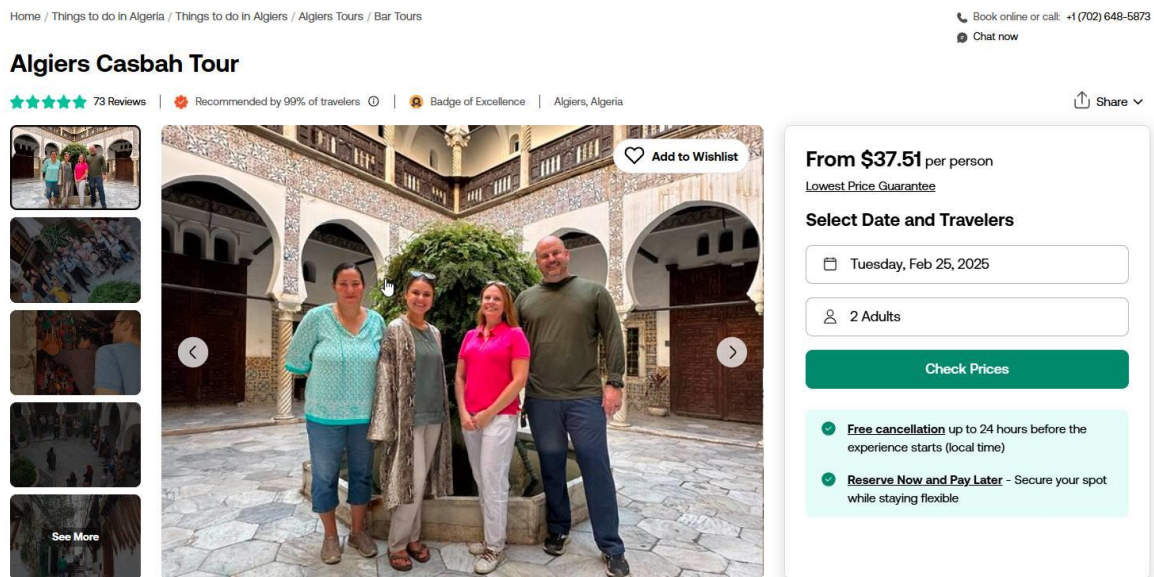 Home / Things to do in Algeria / Things to do in Algiers / Algiers Tours / Bar Tours
Book online or call: +1 (702) 648-5873
Chat now
Algiers Casbah Tour
73 Reviews | Recommended by 99% of travelers | Badge of Excellence | Algiers, Algeria
Share
Add to Wishlist
See More
From $37.51 per person
Lowest Price Guarantee
Select Date and Travelers
Tuesday, Feb 25, 2025
2 Adults
Check Prices
Free cancellation up to 24 hours before the
experience starts (local time)
Reserve Now and Pay Later - Secure your spot
while staying flexible